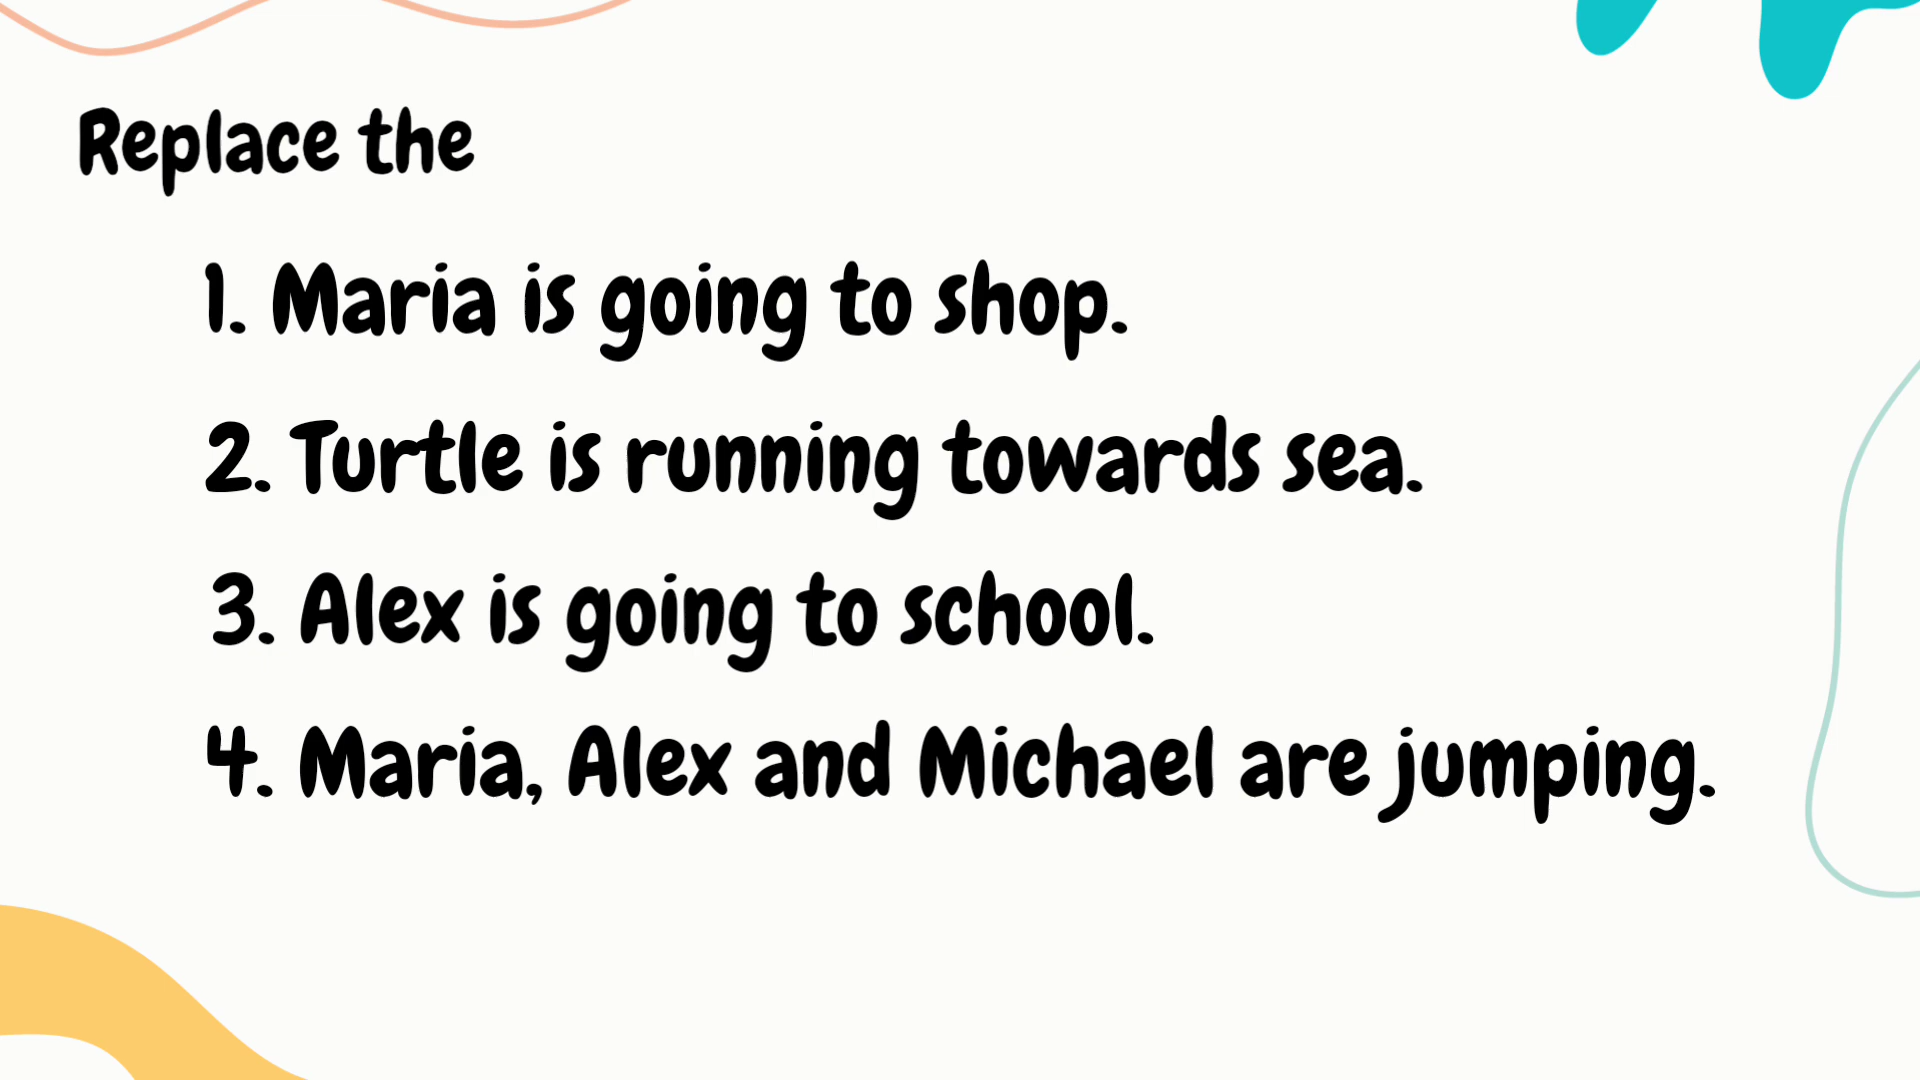 Replace the
1. Maria is going to shop.
2. Turtle is running towards sea.
3. Alex is going to school.
4. Maria, Alex and Michael are jumping.